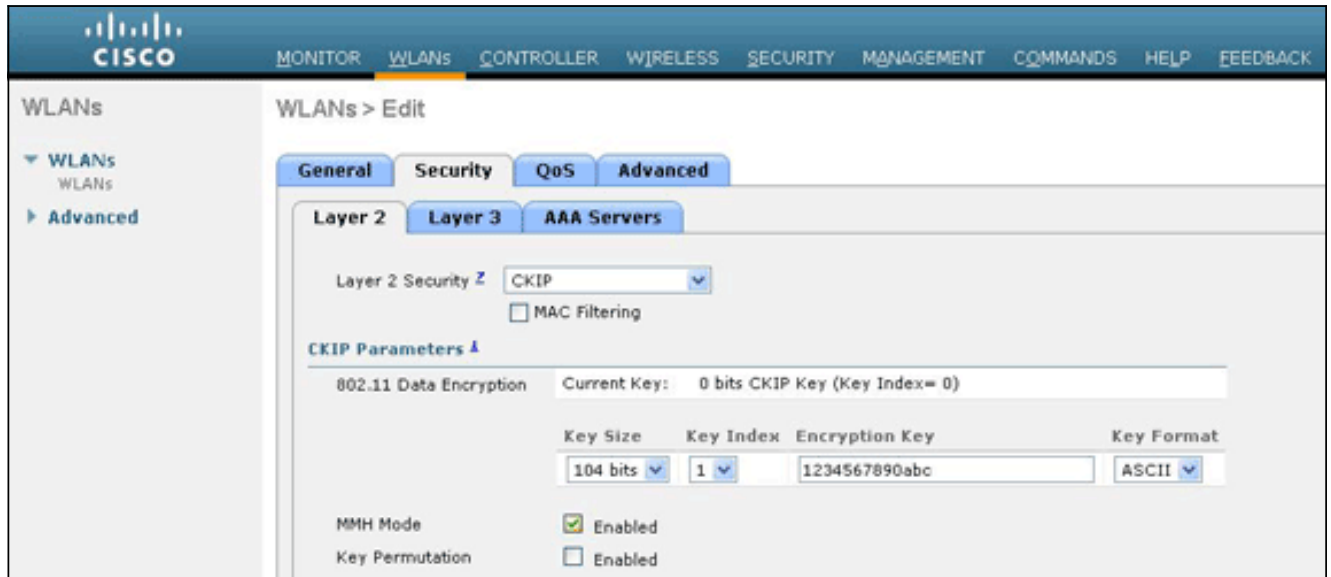 CISCO
MONITOR WLANs CONTROLLER WIRELESS SECURITY MANAGEMENT COMMANDS HELP FEEDBACK
WLANs
WLANs
WLANs
Advanced
WLANs > Edit
General Security QoS Advanced
Layer 2 Layer 3 AAA Servers
Layer 2 Security Z CKIP
MAC Filtering
CKIP Parameters
802.11 Data Encryption Current Key: 0 bits CKIP Key (Key Index= 0)
Key Size Key Index Encryption Key Key Format
104 bits 1 1234567890abc ASCII
MMH Mode Enabled
Key Permutation Enabled